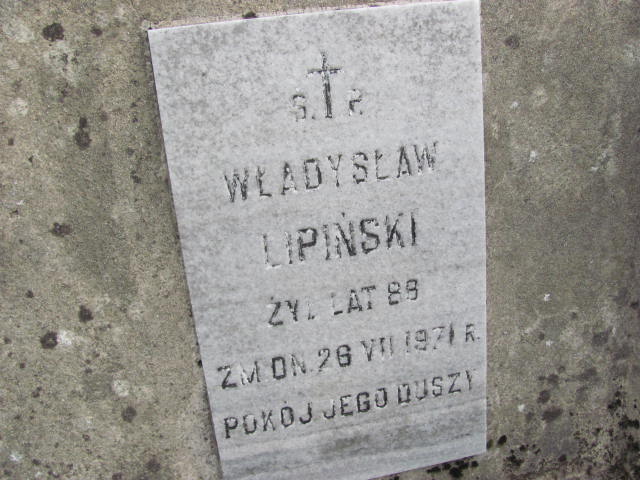 Ś. P.
WŁADYSŁAW
LIPIŃSKI
ŻYŁ LAT 88
ZM. DN. 26 VII 1971 R.
POKÓJ JEGO DUSZY